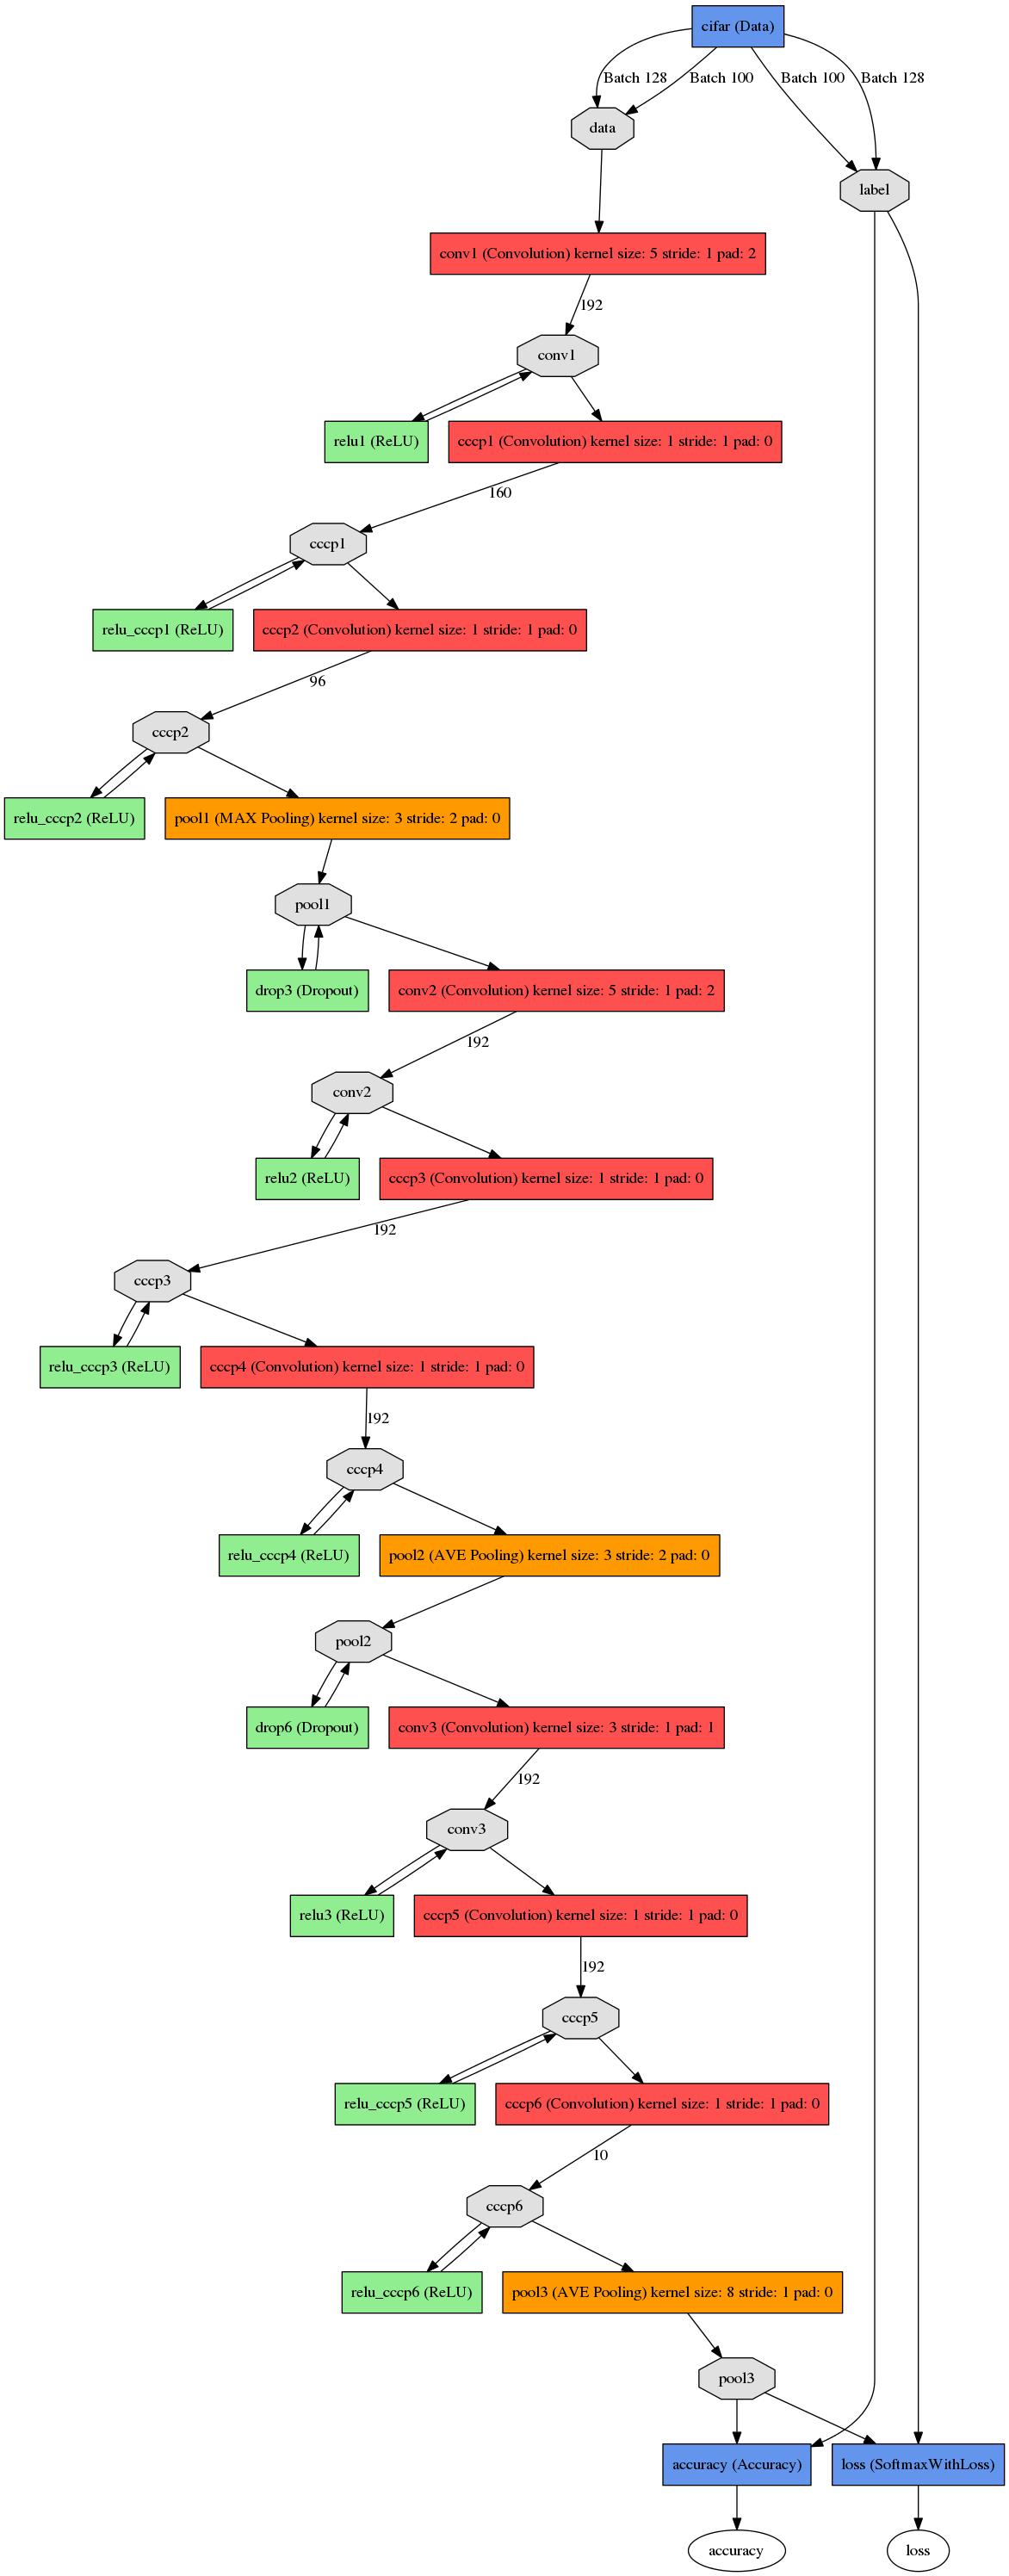 cifar (Data)
Batch 128
Batch 100
Batch 100
Batch 128
data
label
conv1 (Convolution) kernel size: 5 stride: 1 pad: 2
192
conv1
relu1 (ReLU)
cccp1 (Convolution) kernel size: 1 stride: 1 pad: 0
160
cccp1
relu_cccp1 (ReLU)
cccp2 (Convolution) kernel size: 1 stride: 1 pad: 0
96
cccp2
relu_cccp2 (ReLU)
pool1 (MAX Pooling) kernel size: 3 stride: 2 pad: 0
pool1
drop3 (Dropout)
conv2 (Convolution) kernel size: 5 stride: 1 pad: 2
192
conv2
relu2 (ReLU)
cccp3 (Convolution) kernel size: 1 stride: 1 pad: 0
192
cccp3
relu_cccp3 (ReLU)
cccp4 (Convolution) kernel size: 1 stride: 1 pad: 0
192
cccp4
relu_cccp4 (ReLU)
pool2 (AVE Pooling) kernel size: 3 stride: 2 pad: 0
pool2
drop6 (Dropout)
conv3 (Convolution) kernel size: 3 stride: 1 pad: 1
192
conv3
relu3 (ReLU)
cccp5 (Convolution) kernel size: 1 stride: 1 pad: 0
192
cccp5
relu_cccp5 (ReLU)
cccp6 (Convolution) kernel size: 1 stride: 1 pad: 0
10
cccp6
relu_cccp6 (ReLU)
pool3 (AVE Pooling) kernel size: 8 stride: 1 pad: 0
pool3
accuracy (Accuracy)
loss (SoftmaxWithLoss)
accuracy
loss